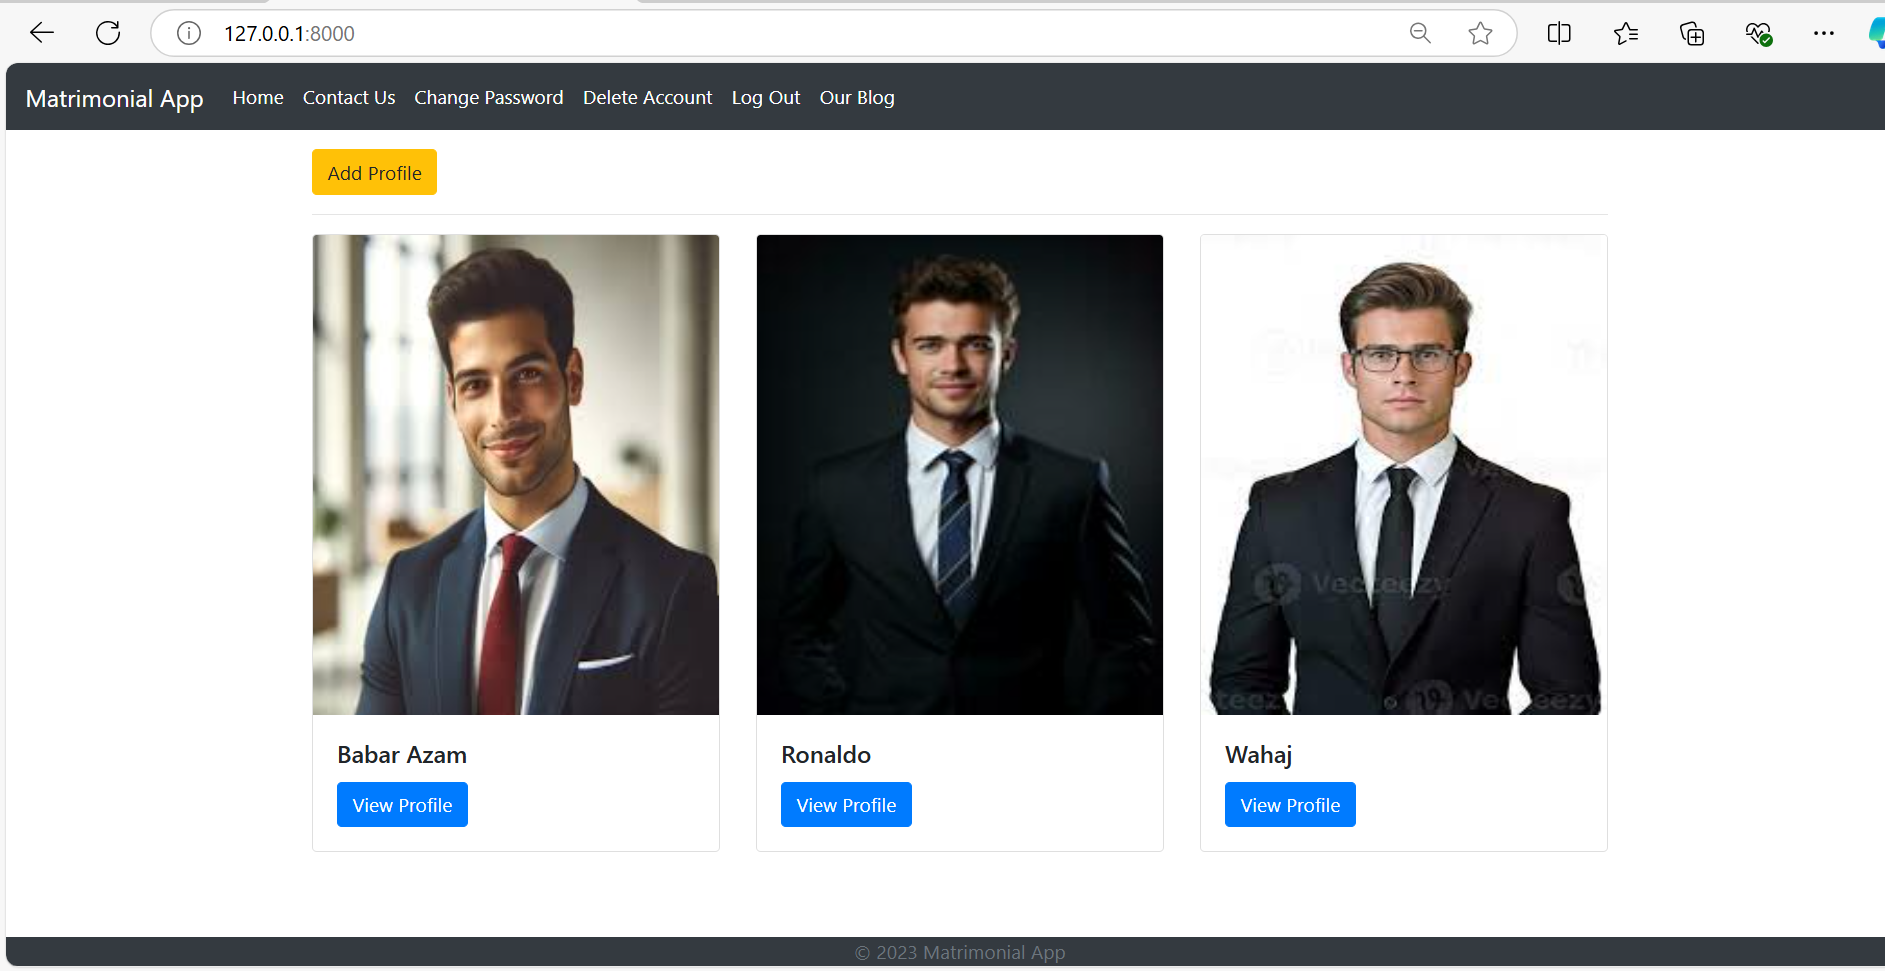 127.0.0.1:8000
Matrimonial App Home Contact Us Change Password Delete Account Log Out Our Blog
Add Profile
Vecteezy
Vecteezy
Babar Azam Ronaldo Wahaj
View Profile View Profile View Profile
© 2023 Matrimonial App